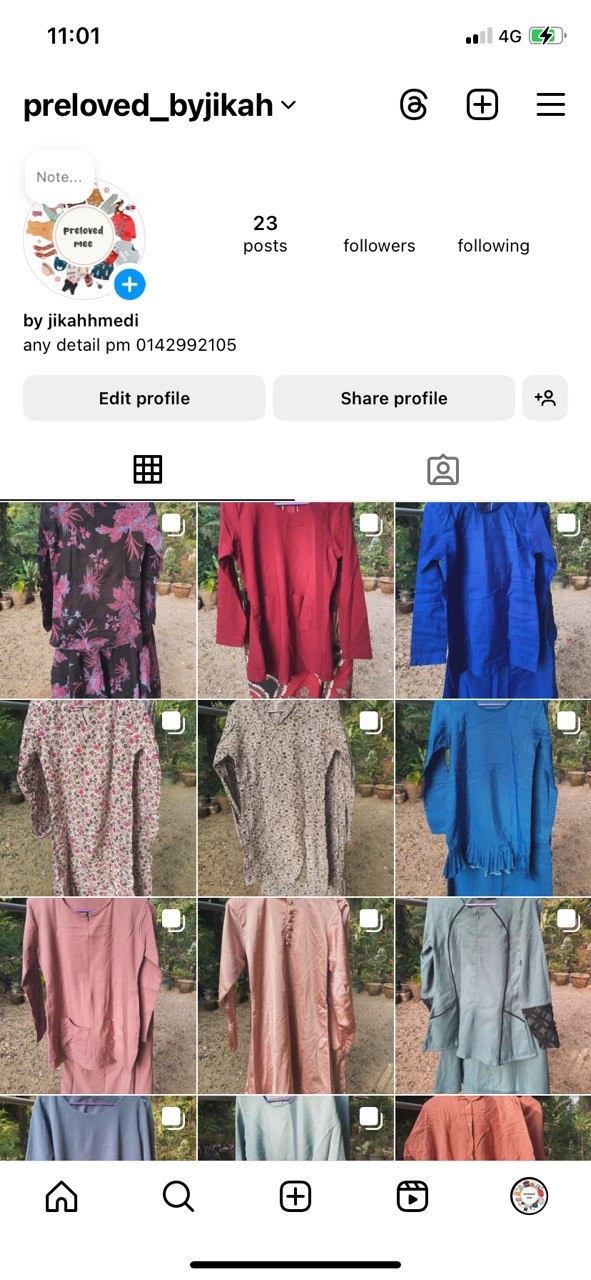 11:01
4G
preloved_byjikah
Note...
Preloved
mee
23
posts
followers
following
by jikahhmedi
any detail pm 0142992105
Edit profile
Share profile